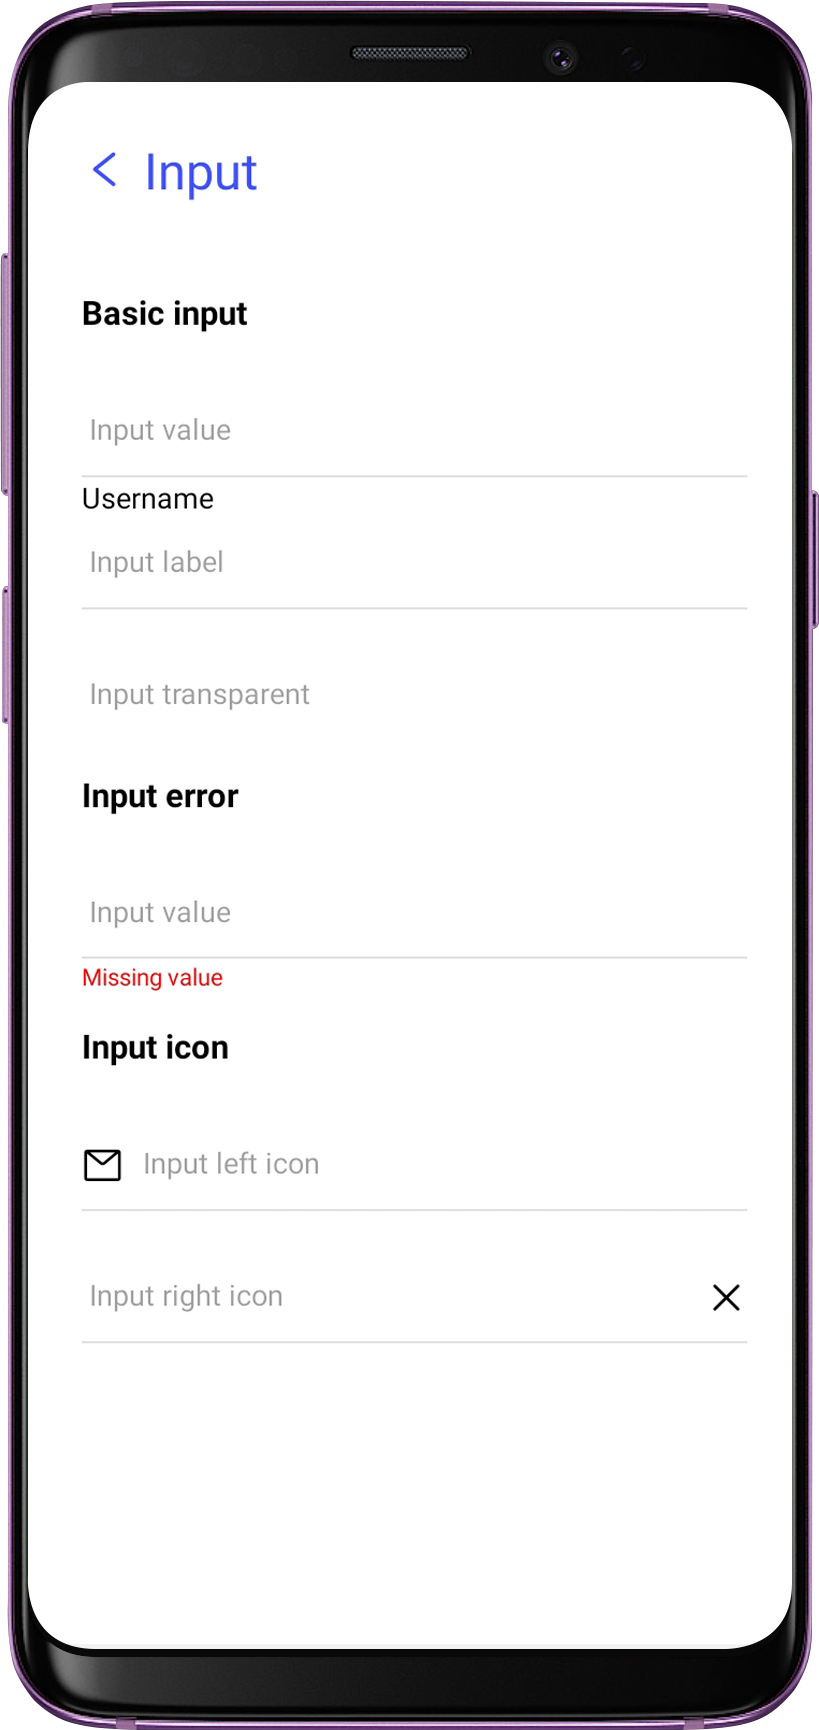 Input
Basic input
Input value
Username
Input label
Input transparent
Input error
Input value
Missing value
Input icon
Input left icon
Input right icon